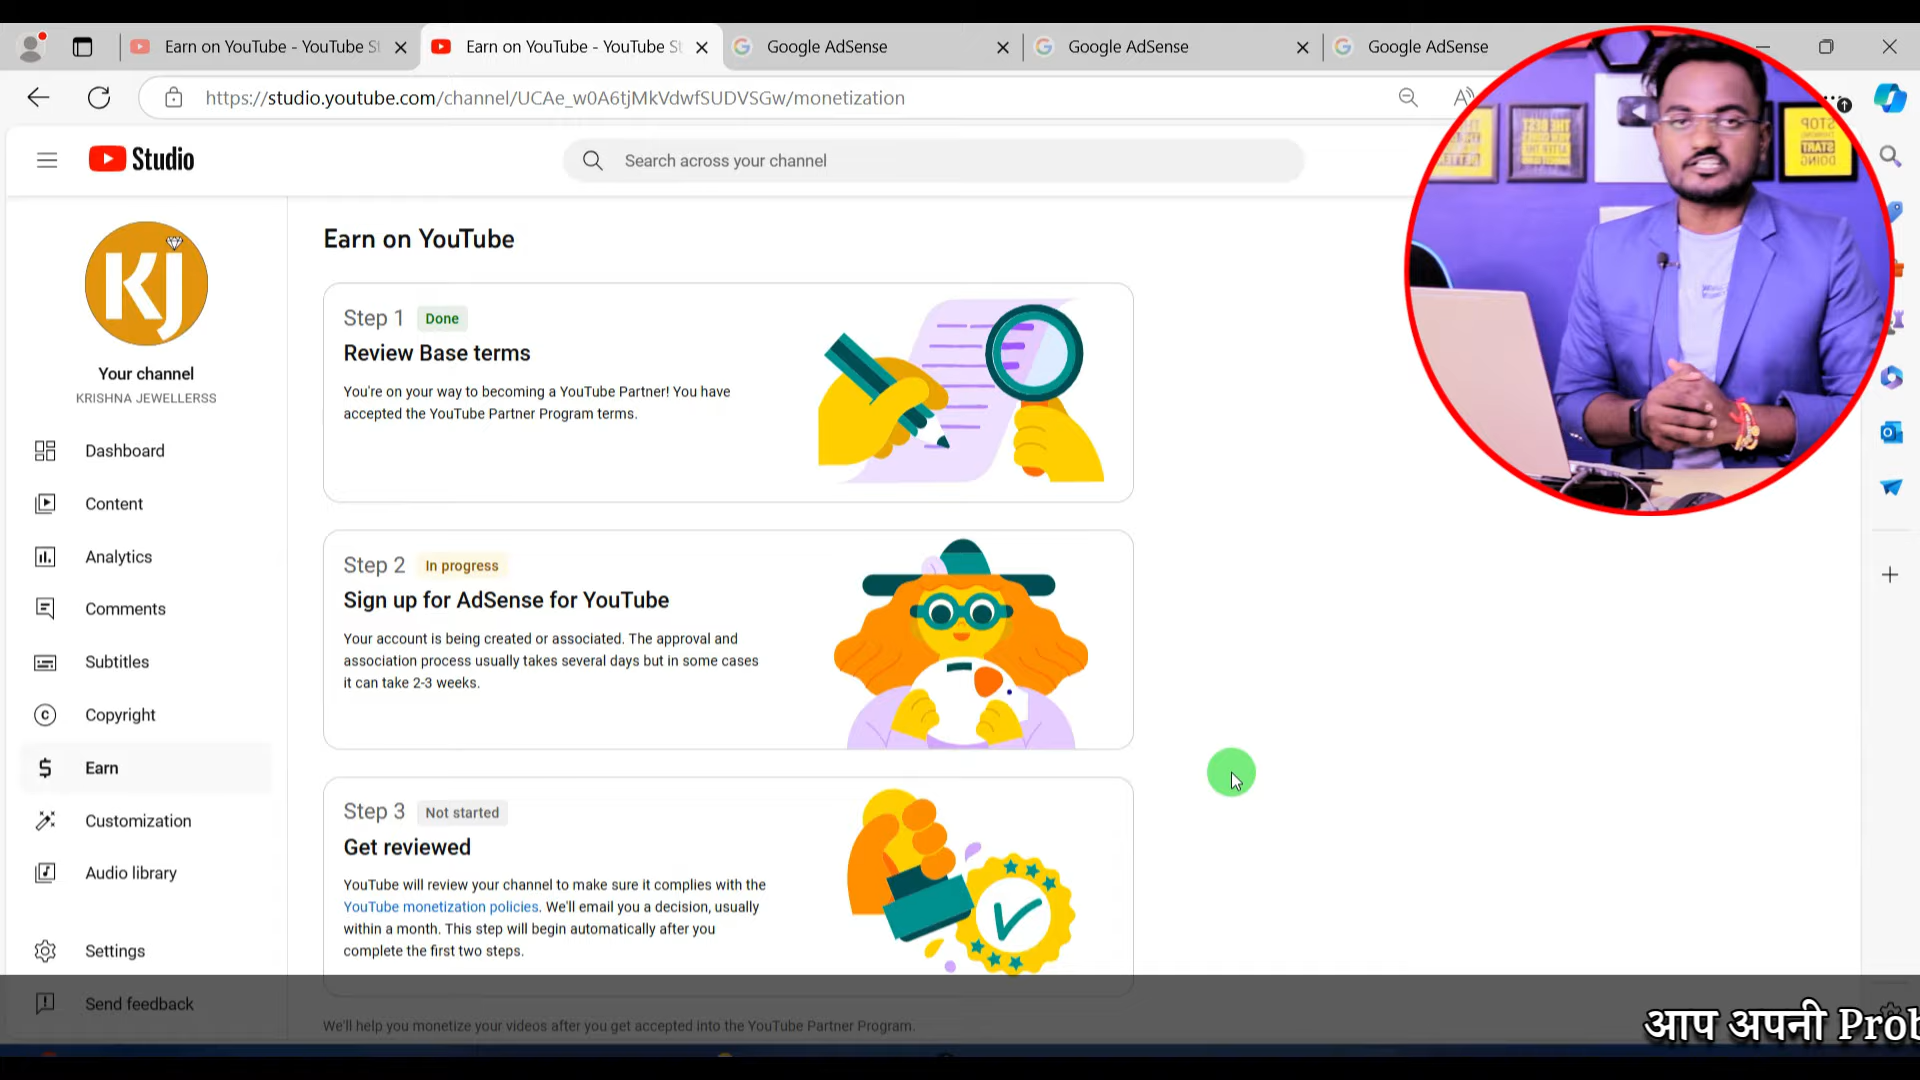 Earn on YouTube - YouTube St
Earn on YouTube - YouTube St
Google AdSense
Google AdSense
Google AdSense
https://studio.youtube.com/channel/UCAe_w0A6tjMkVdwfSUDVSGw/monetization
Studio
Search across your channel
STOP
START
DOING
KJ
Your channel
KRISHNA JEWELLERSS
Dashboard
Content
Analytics
Comments
Subtitles
Copyright
Earn
Customization
Audio library
Settings
Send feedback
Earn on YouTube
Step 1 Done
Review Base terms
You're on your way to becoming a YouTube Partner! You have
accepted the YouTube Partner Program terms.
Step 2 In progress
Sign up for AdSense for YouTube
Your account is being created or associated. The approval and
association process usually takes several days but in some cases
it can take 2-3 weeks.
Step 3 Not started
Get reviewed
YouTube will review your channel to make sure it complies with the
YouTube monetization policies. We'll email you a decision, usually
within a month. This step will begin automatically after you
complete the first two steps.
We'll help you monetize your videos after you get accepted into the YouTube Partner Program.
आप अपनी Prob